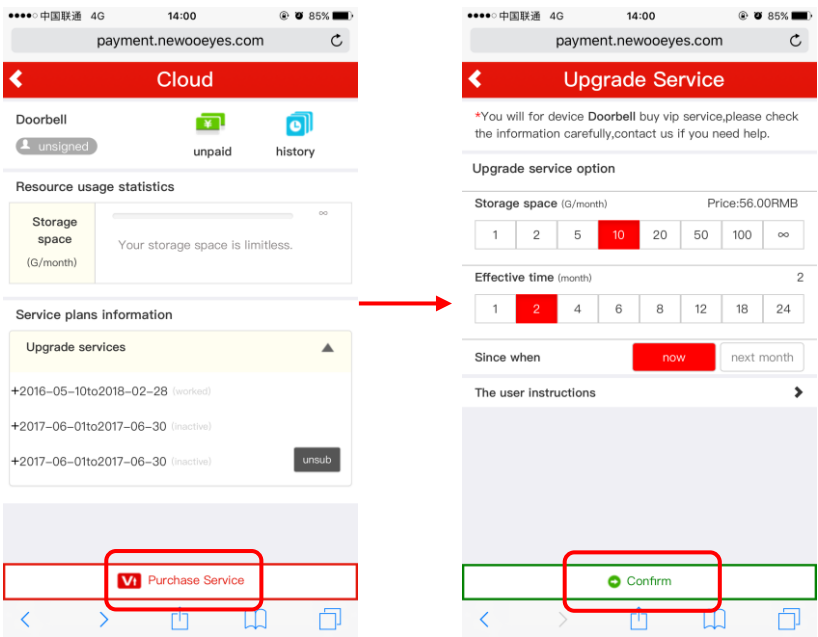 中国联通 4G 14:00 85%
payment.newooeyes.com
Cloud
Doorbell
unsigned
unpaid
history
Resource usage statistics
Storage
space
(G/month)
∞
Your storage space is limitless.
Service plans information
Upgrade services
+2016-05-10to2018-02-28 (worked)
+2017-06-01to2017-06-30 (inactive)
+2017-06-01to2017-06-30 (inactive)
unsub
Purchase Service
中国联通 4G 14:00 85%
payment.newooeyes.com
Upgrade Service
*You will for device Doorbell buy vip service,please check
the information carefully,contact us if you need help.
Upgrade service option
Storage space (G/month) Price:56.00RMB
1 2 5 10 20 50 100 ∞
Effective time (month) 2
1 2 4 6 8 12 18 24
Since when now next month
The user instructions
Confirm